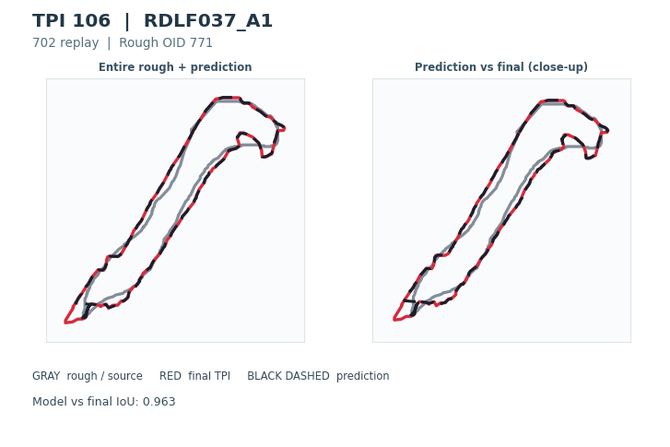 TPI 106 | RDLF037_A1
702 replay | Rough OID 771
Entire rough + prediction
Prediction vs final (close-up)
GRAY rough / source RED final TPI BLACK DASHED prediction
Model vs final IoU: 0.963